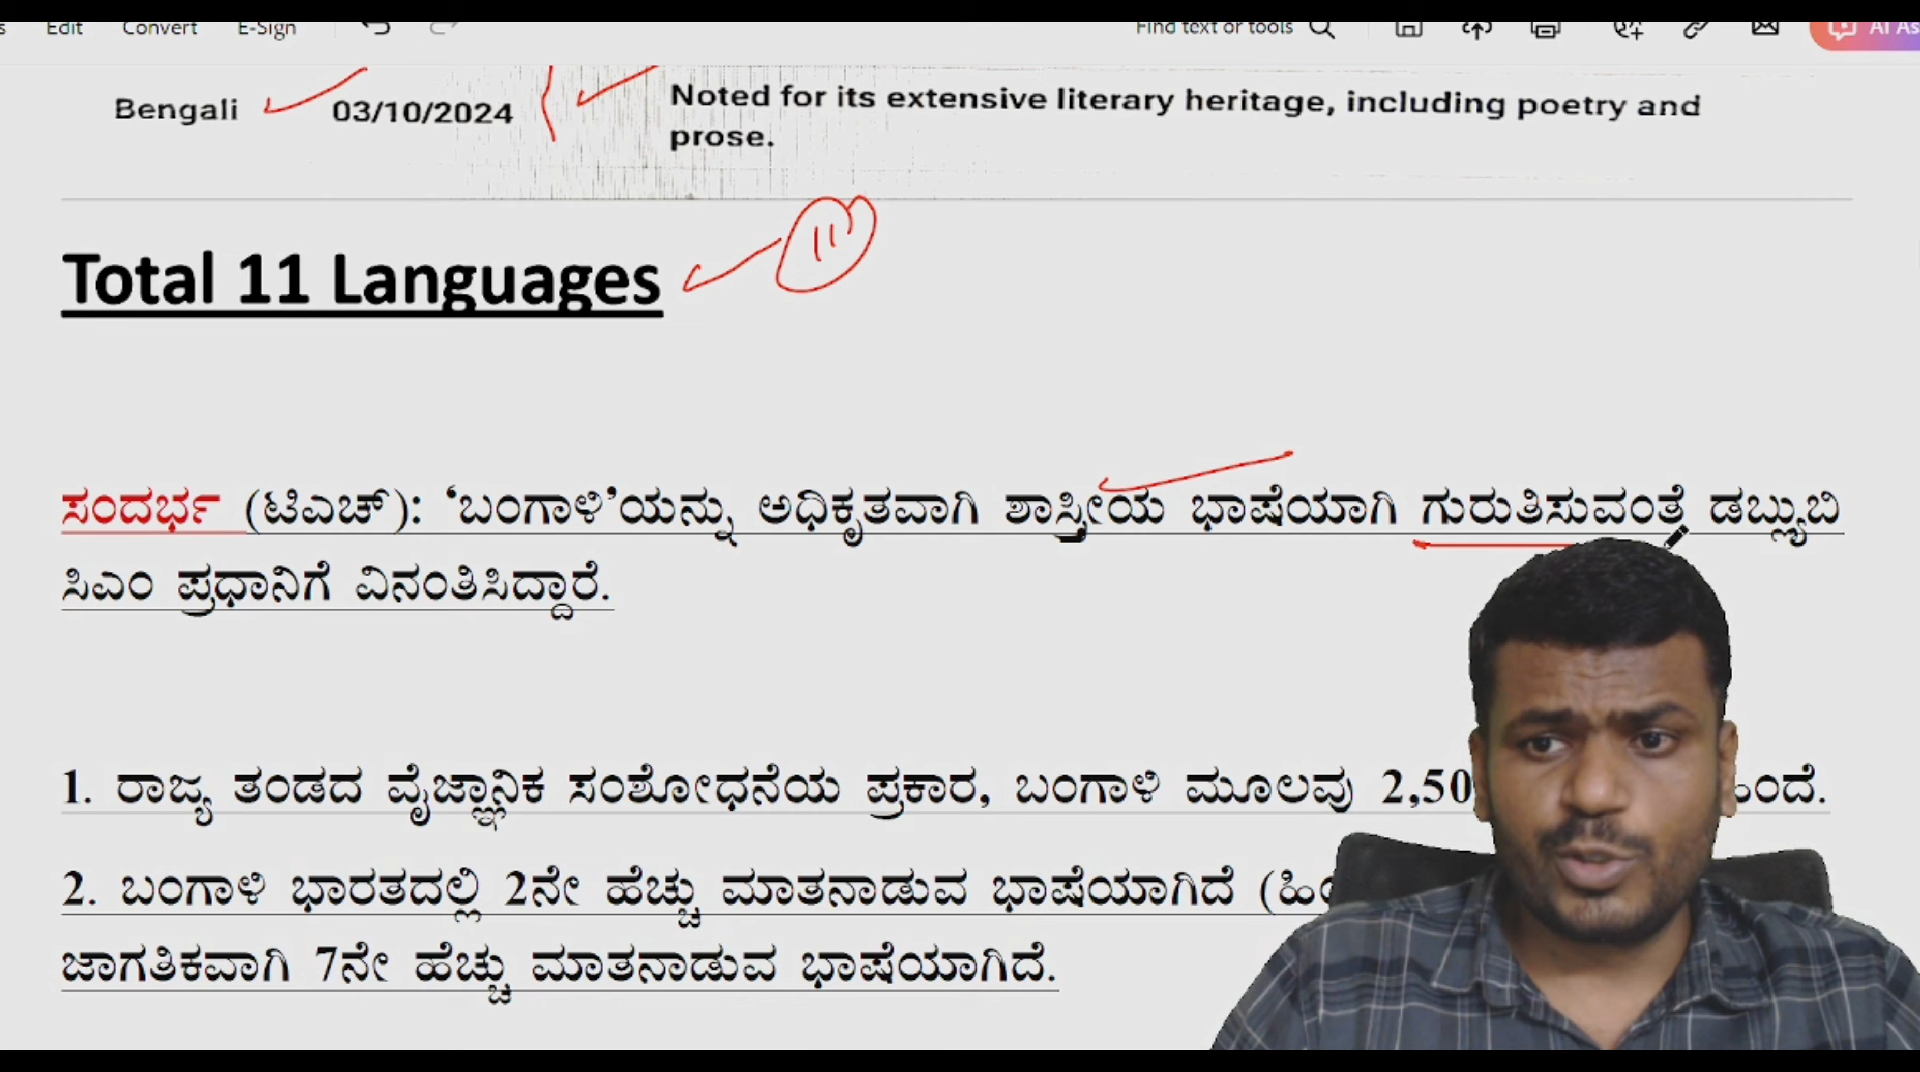 Edit Convert E-Sign Find text or tools
Bengali 03/10/2024 Noted for its extensive literary heritage, including poetry and
prose.
Total 11 Languages 11
ಸಂದರ್ಭ (ಟಿಎಚ್): ‘ಬಂಗಾಳಿ’ಯನ್ನು ಅಧಿಕೃತವಾಗಿ ಶಾಸ್ತ್ರೀಯ ಭಾಷೆಯಾಗಿ ಗುರುತಿಸುವಂತೆ ಡಬ್ಲ್ಯುಬಿ
ಸಿಎಂ ಪ್ರಧಾನಿಗೆ ವಿನಂತಿಸಿದ್ದಾರೆ.
1. ರಾಜ್ಯ ತಂಡದ ವೈಜ್ಞಾನಿಕ ಸಂಶೋಧನೆಯ ಪ್ರಕಾರ, ಬಂಗಾಳಿ ಮೂಲವು 2,50
2. ಬಂಗಾಳಿ ಭಾರತದಲ್ಲಿ 2ನೇ ಹೆಚ್ಚು ಮಾತನಾಡುವ ಭಾಷೆಯಾಗಿದೆ
ಜಾಗತಿಕವಾಗಿ 7ನೇ ಹೆಚ್ಚು ಮಾತನಾಡುವ ಭಾಷೆಯಾಗಿದೆ.